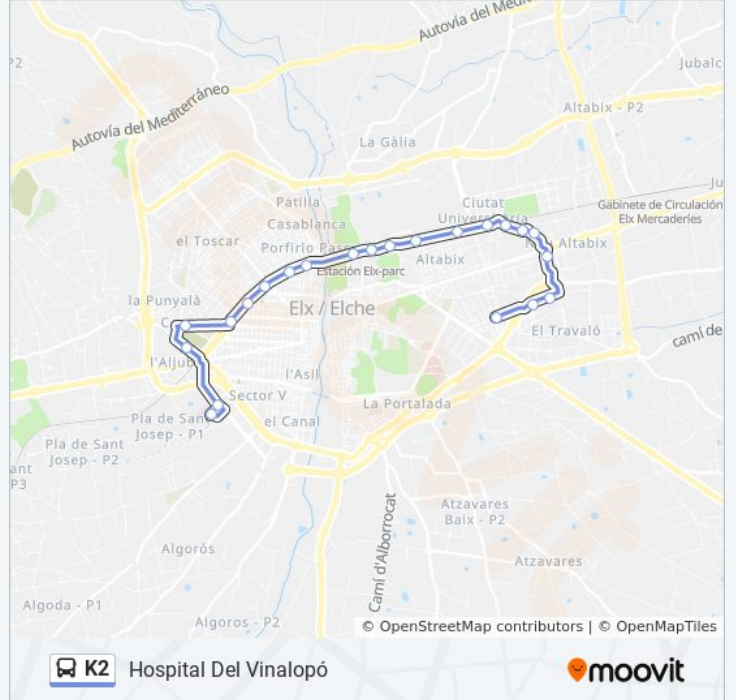 P2
Autovía del Medi
Jubalc
Autovía del Mediterráneo
Altabix - P2
La Gàlia
Ju
Patilla
Ciutat
Gabinete de Circulación
Casablanca
Elx Mercaderíes
el Toscar
Porfirio
Altabix
Altabix
Estación Elx-parc
la Punyalà
Elx / Elche
El Travaló
camí de
l'Aljub
l'Asil
Sector V
La Portalada
Pla de San
Josep - P1
el Canal
Pla de Sant
Josep - P2
ant
P3
Camí d'Alborrocat
Atzavares
Baix - P2
Algorós
Atzavares
Algoda - P1
Algoros - P2
© OpenStreetMap contributors | © OpenMapTiles
K2 Hospital Del Vinalopó
moovit